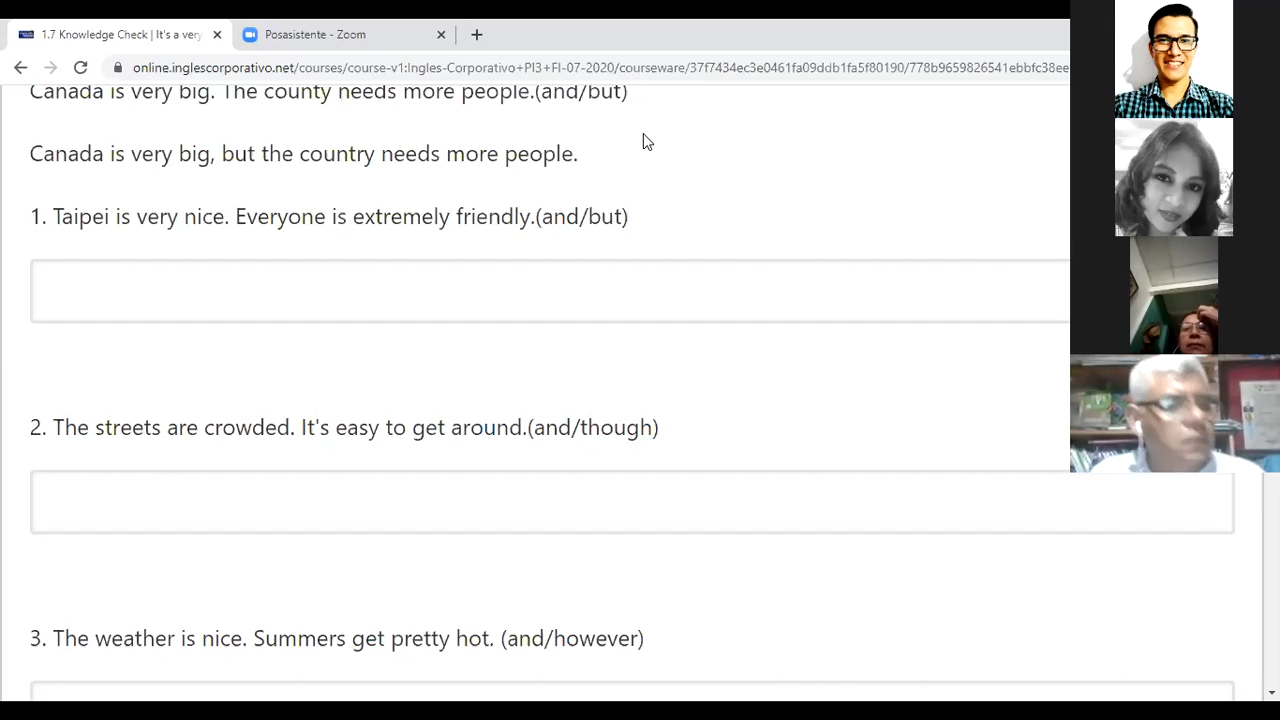 1.7 Knowledge Check | It's a very
Posasistente - Zoom
online.inglescorporativo.net/courses/course-v1:Ingles-Corporativo+PI3+FI-07-2020/courseware/37f7434ec3e0461fa09ddb1fa5f80190/778b9659826541ebbfc38ee
Canada is very big. The county needs more people.(and/but)
Canada is very big, but the country needs more people.
1. Taipei is very nice. Everyone is extremely friendly.(and/but)
2. The streets are crowded. It's easy to get around.(and/though)
3. The weather is nice. Summers get pretty hot. (and/however)